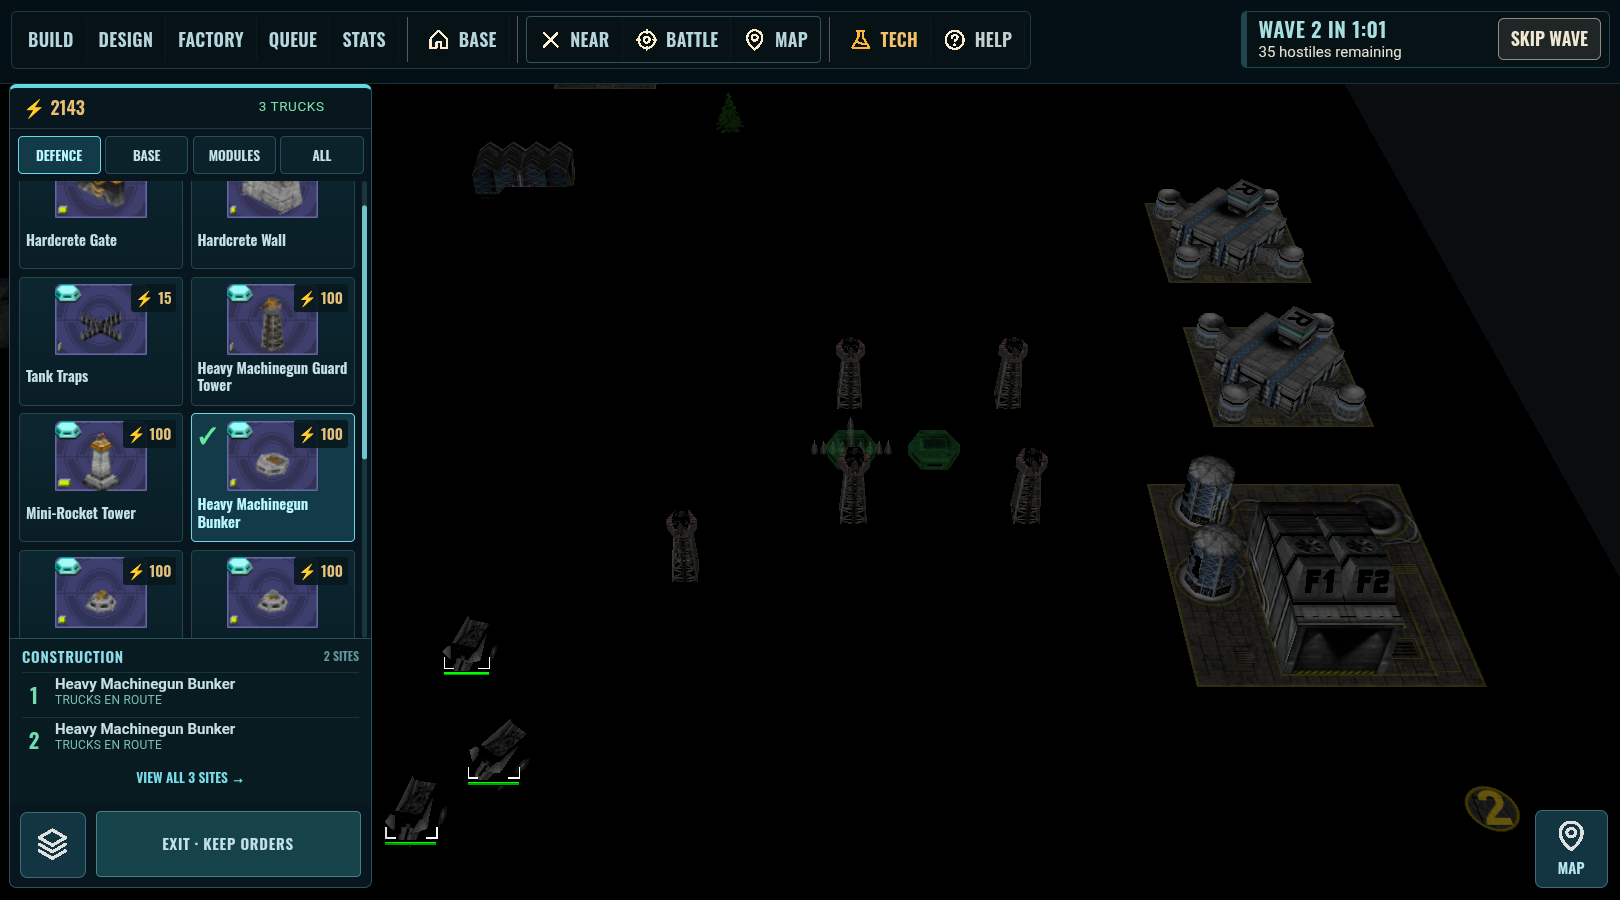 BUILD DESIGN FACTORY QUEUE STATS BASE NEAR BATTLE MAP TECH HELP
WAVE 2 IN 1:01
35 hostiles remaining
SKIP WAVE
2143
3 TRUCKS
DEFENCE BASE MODULES ALL
Hardcrete Gate
Hardcrete Wall
15
Tank Traps
100
Heavy Machinegun Guard
Tower
100
Mini-Rocket Tower
100
Heavy Machinegun
Bunker
100
100
CONSTRUCTION
2 SITES
1
Heavy Machinegun Bunker
TRUCKS EN ROUTE
2
Heavy Machinegun Bunker
TRUCKS EN ROUTE
VIEW ALL 3 SITES →
EXIT · KEEP ORDERS
R
R
F1 F2
1
2
MAP